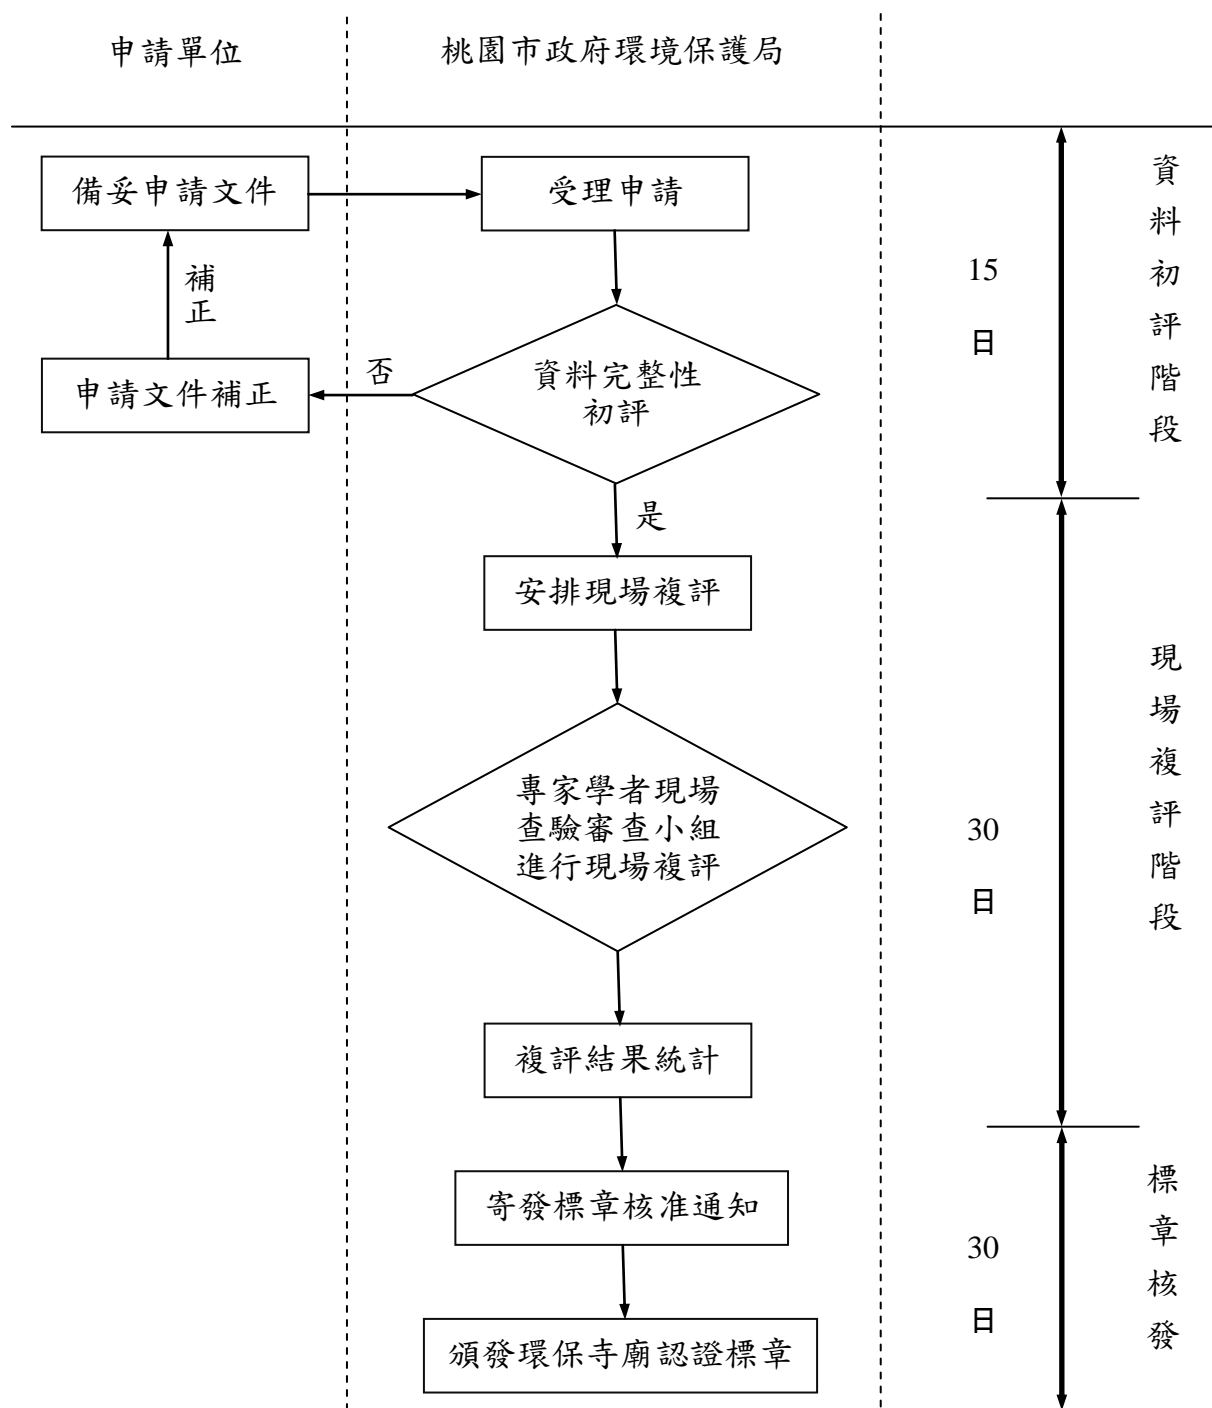 申請單位
桃園市政府環境保護局
備妥申請文件
受理申請
補
正
申請文件補正
否
資料完整性
初評
是
安排現場複評
專家學者現場
查驗審查小組
進行現場複評
複評結果統計
寄發標章核准通知
頒發環保寺廟認證標章
15
日
資
料
初
評
階
段
30
日
現
場
複
評
階
段
30
日
標
章
核
發